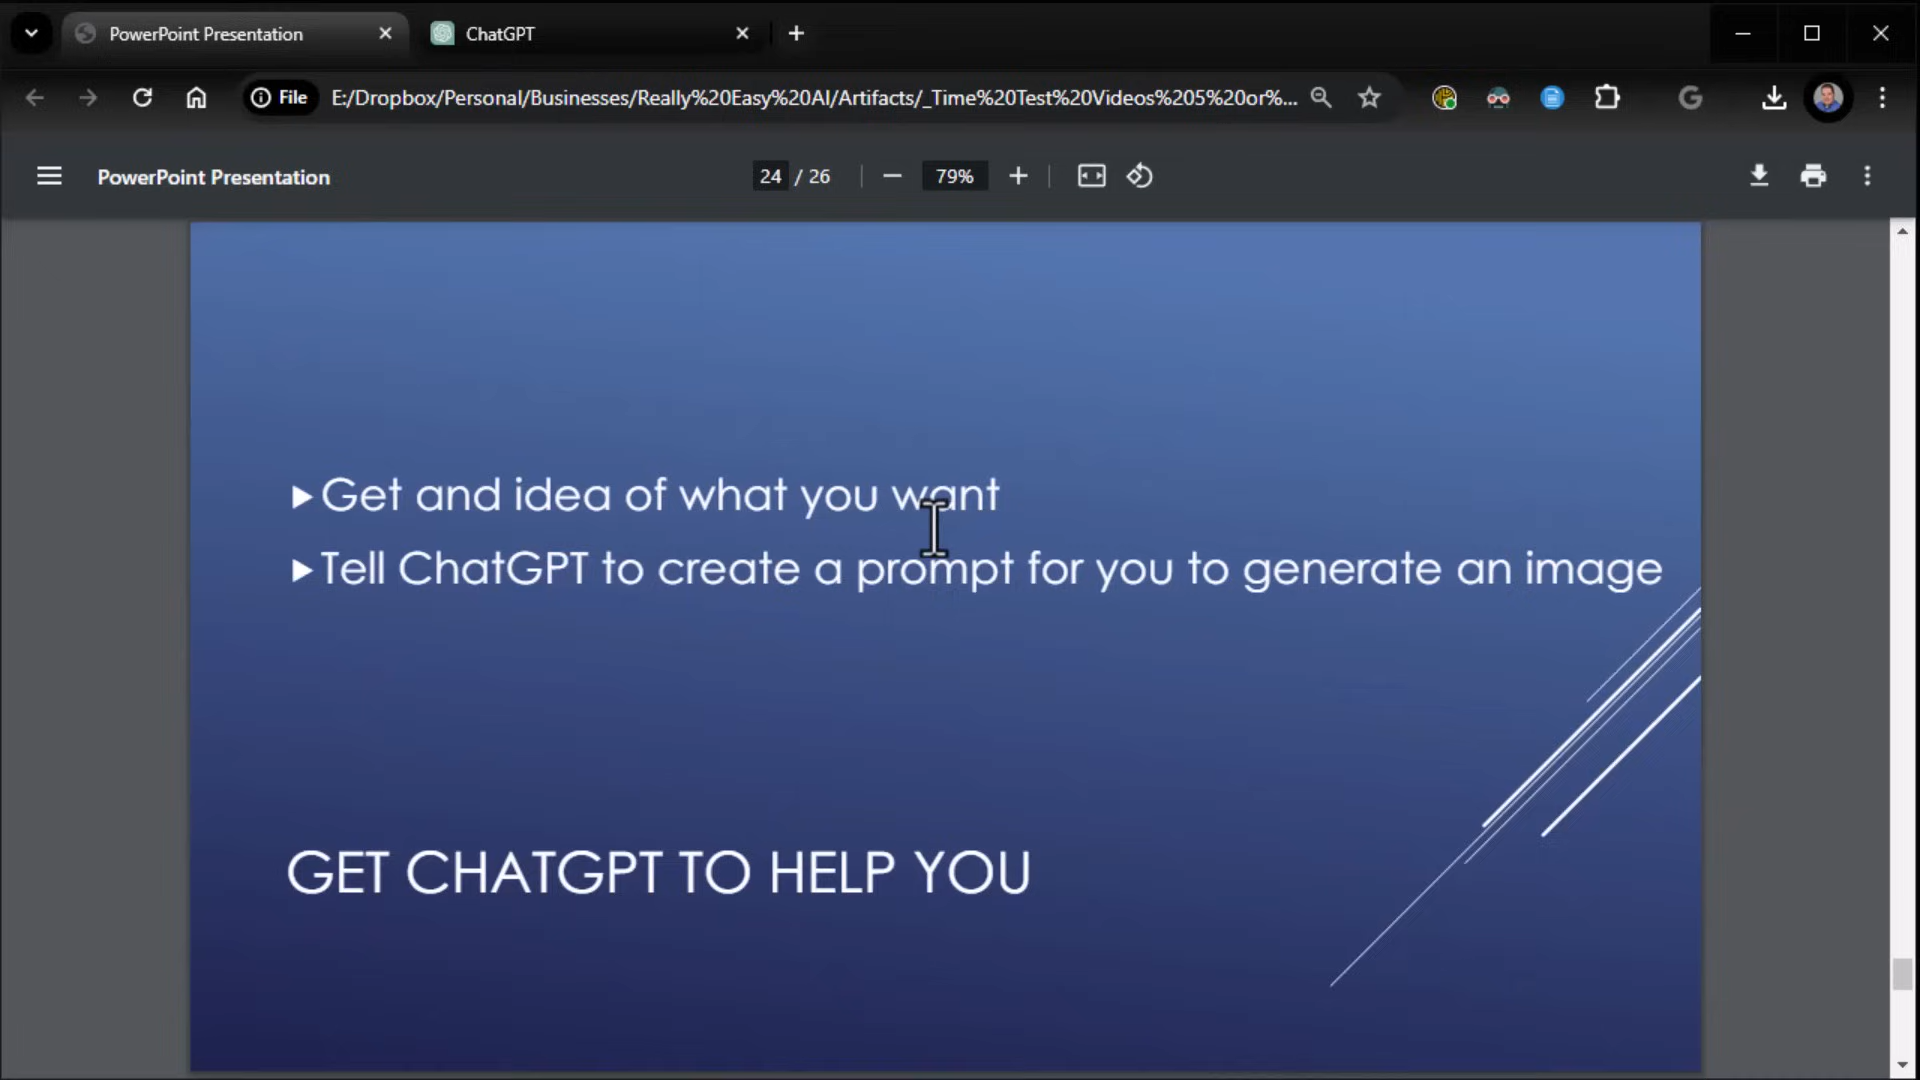 PowerPoint Presentation
ChatGPT
File
E:/Dropbox/Personal/Businesses/Really%20Easy%20AI/Artifacts/_Time%20Test%20Videos%205%20or%...
PowerPoint Presentation
24 / 26
79%
Get and idea of what you want
Tell ChatGPT to create a prompt for you to generate an image
GET CHATGPT TO HELP YOU